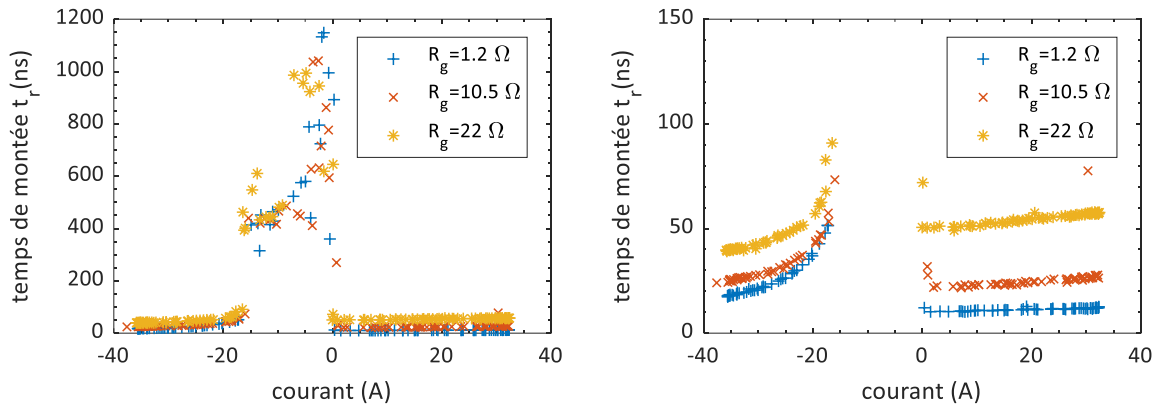 temps de montée t_r(ns)
1200
1000
800
600
400
200
0
-40
-20
0
20
40
courant (A)
R_g=1.2 Ω
R_g=10.5 Ω
R_g=22 Ω
temps de montée t_r(ns)
150
100
50
0
-40
-20
0
20
40
courant (A)
R_g=1.2 Ω
R_g=10.5 Ω
R_g=22 Ω